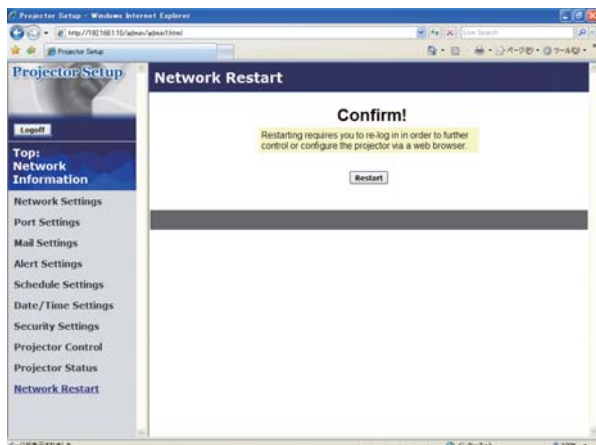 Projector Setup - Windows Internet Explorer
Live Search
Projector Setup
Projector Setup
Logoff
Top:
Network
Information
Network Settings
Port Settings
Mail Settings
Alert Settings
Schedule Settings
Date/Time Settings
Security Settings
Projector Control
Projector Status
Network Restart
Network Restart
Confirm!
Restarting requires you to re-log in in order to further
control or configure the projector via a web browser.
Restart